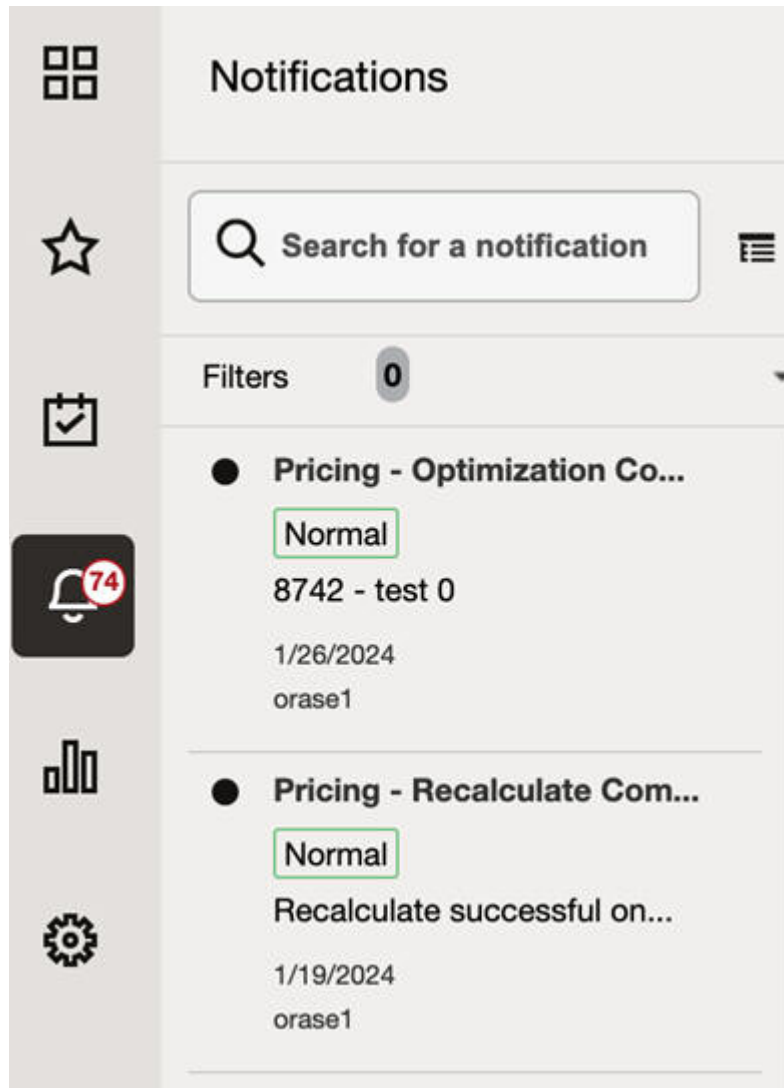 Notifications
Search for a notification
Filters 0
Pricing - Optimization Co...
Normal
8742 - test 0
1/26/2024
orase1
74
Pricing - Recalculate Com...
Normal
Recalculate successful on...
1/19/2024
orase1